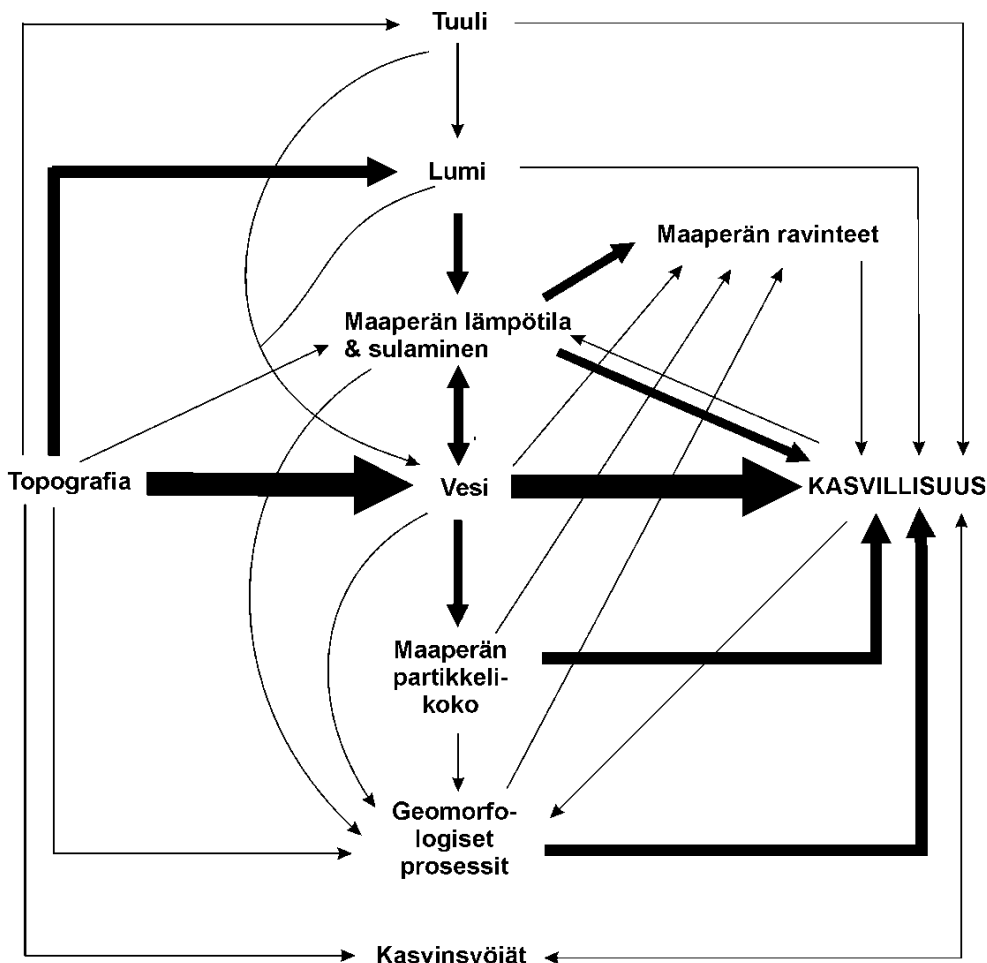 Tuuli
Lumi
Maaperän ravinteet
Maaperän lämpötila
& sulaminen
Topografia
Vesi
KASVILLISUUS
Maaperän
partikkeli-
koko
Geomorfo-
logiset
prosessit
Kasvinsyöjät